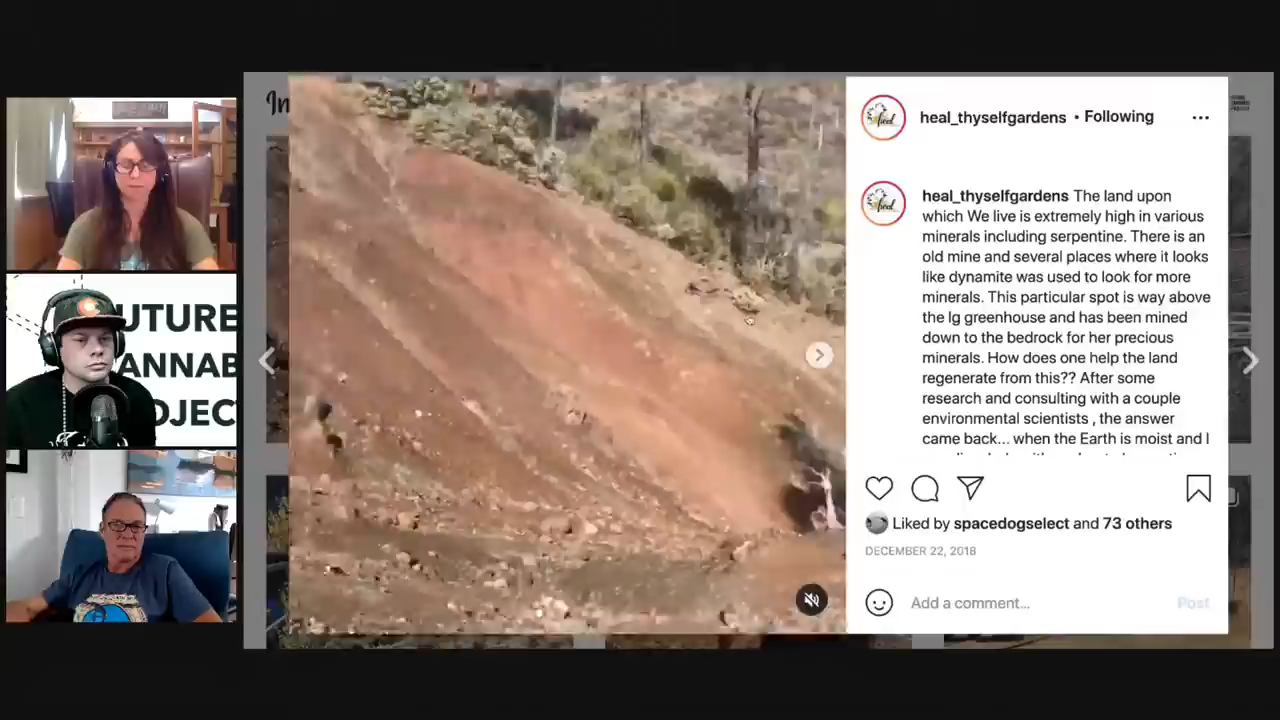 In
UTURE
ANNAB
OJEC
heal_thyselfgardens • Following
heal_thyselfgardens The land upon
which We live is extremely high in various
minerals including serpentine. There is an
old mine and several places where it looks
like dynamite was used to look for more
minerals. This particular spot is way above
the lg greenhouse and has been mined
down to the bedrock for her precious
minerals. How does one help the land
regenerate from this?? After some
research and consulting with a couple
environmental scientists , the answer
came back... when the Earth is moist and I
Liked by spacedogselect and 73 others
DECEMBER 22, 2018
Add a comment...
Post